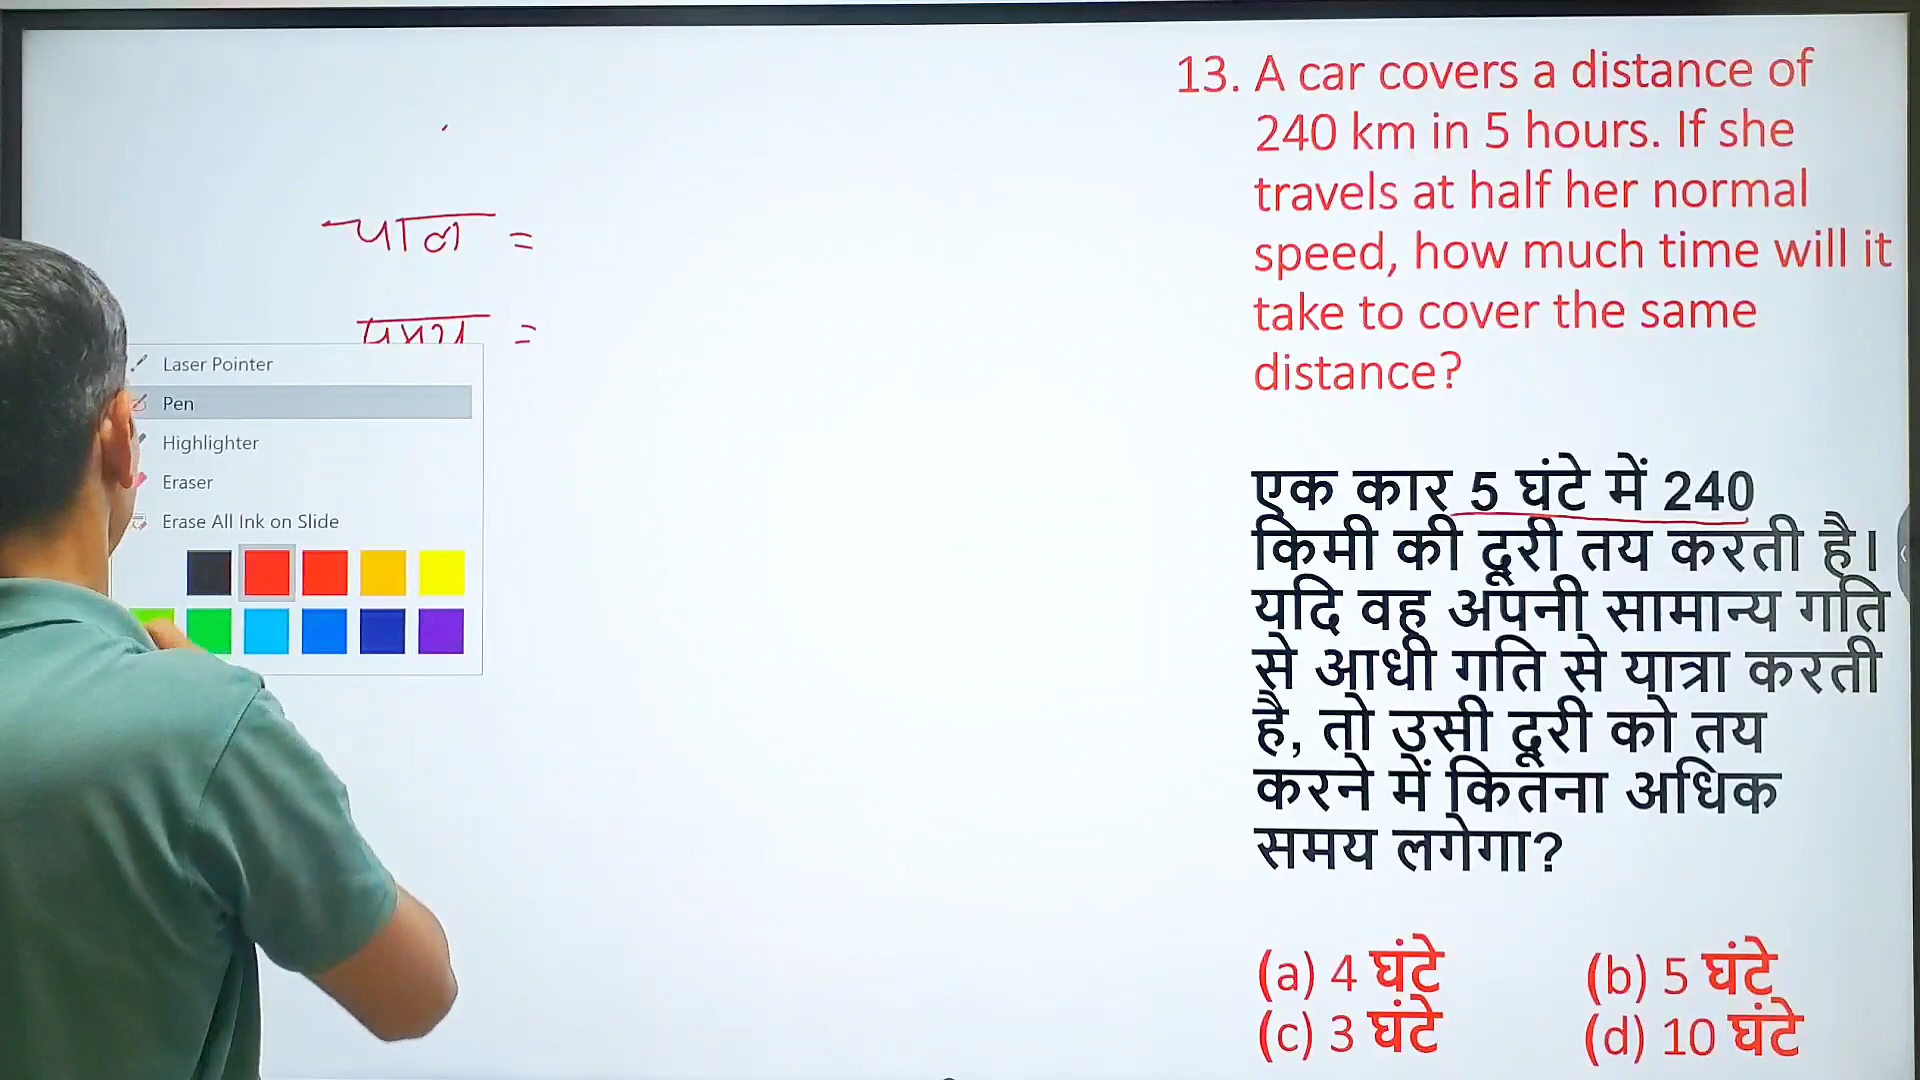 13. A car covers a distance of
240 km in 5 hours. If she
travels at half her normal
speed, how much time will it
take to cover the same
distance?
एक कार 5 घंटे में 240
किमी की दूरी तय करती है।
यदि वह अपनी सामान्य गति
से आधी गति से यात्रा करती
है, तो उसी दूरी को तय
करने में कितना अधिक
समय लगेगा?
(a) 4 घंटे (b) 5 घंटे
(c) 3 घंटे (d) 10 घंटे
चाल =
समय =
Laser Pointer
Pen
Highlighter
Eraser
Erase All Ink on Slide